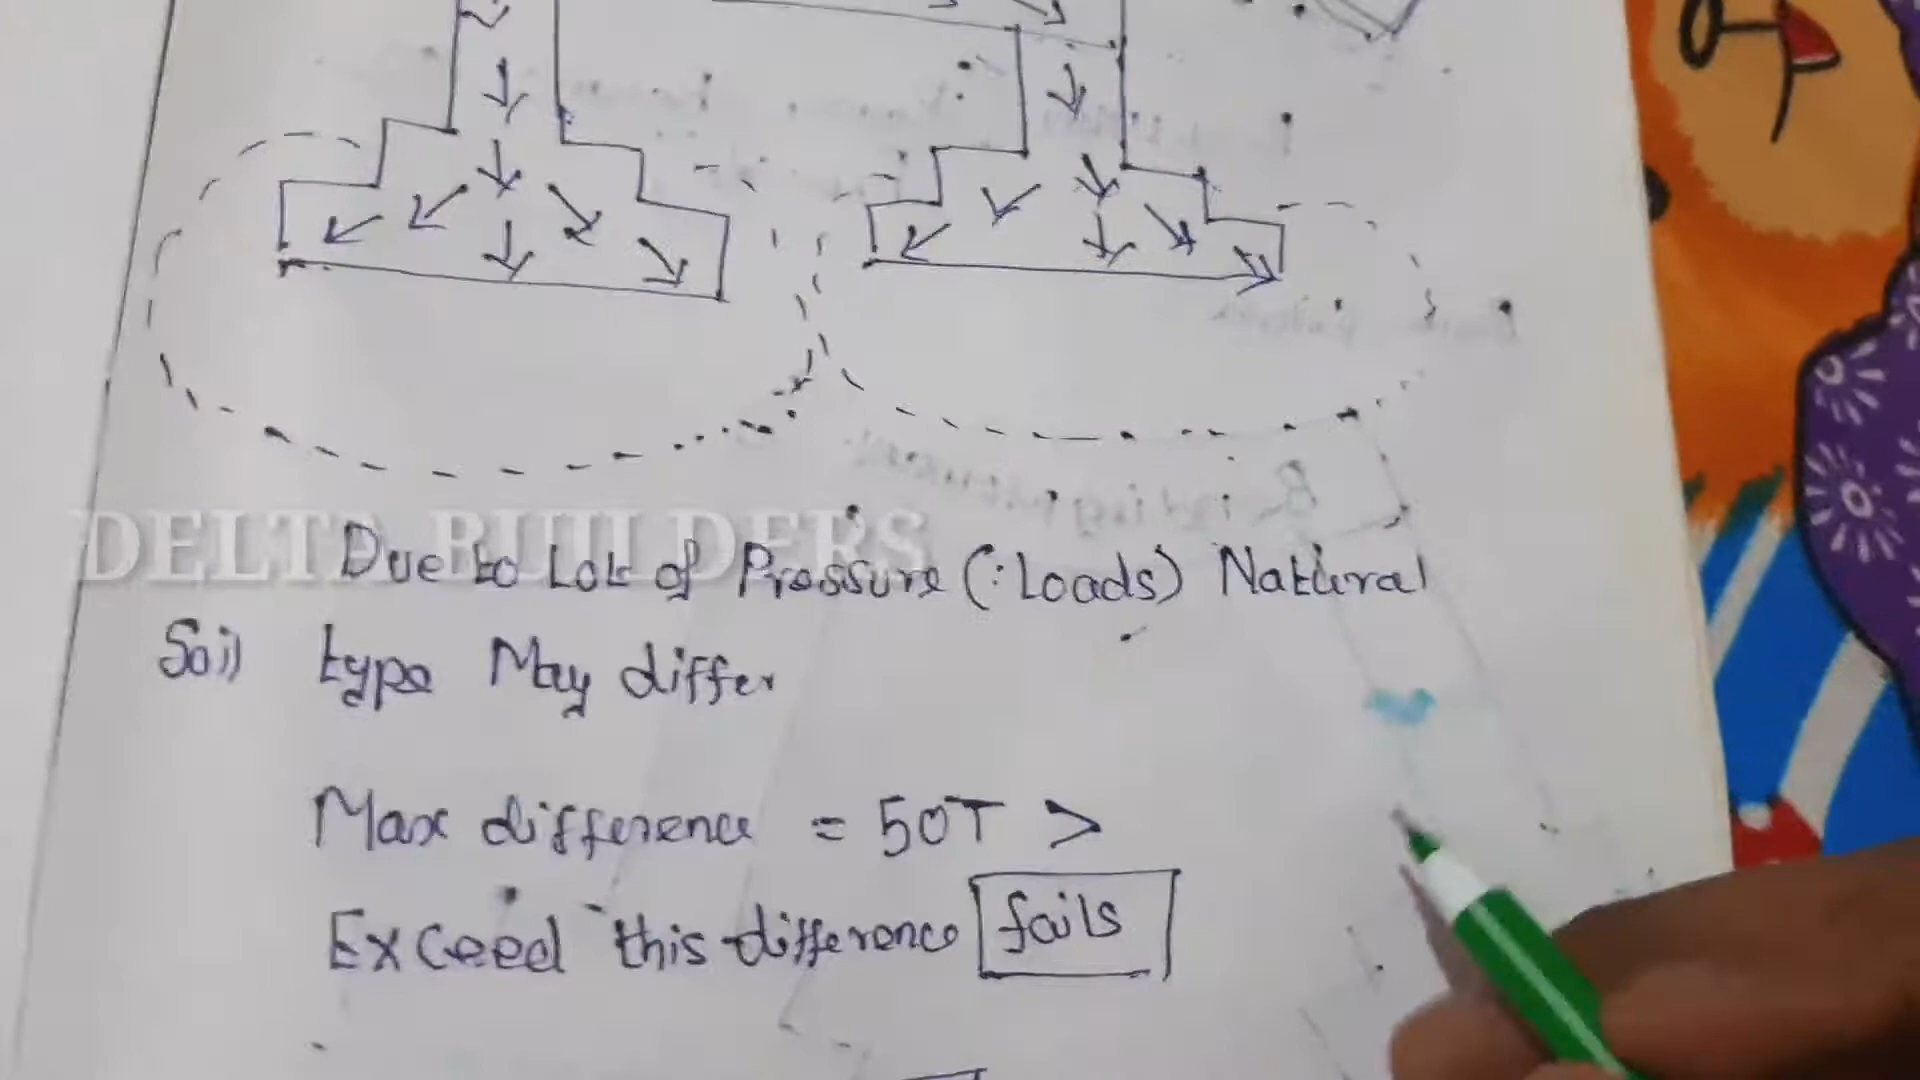 DELTA BUILDERS
Due to Lot of Pressure (∵Loads) Natural
Soil type May differ
Max difference = 50T >
Exceed this difference fails